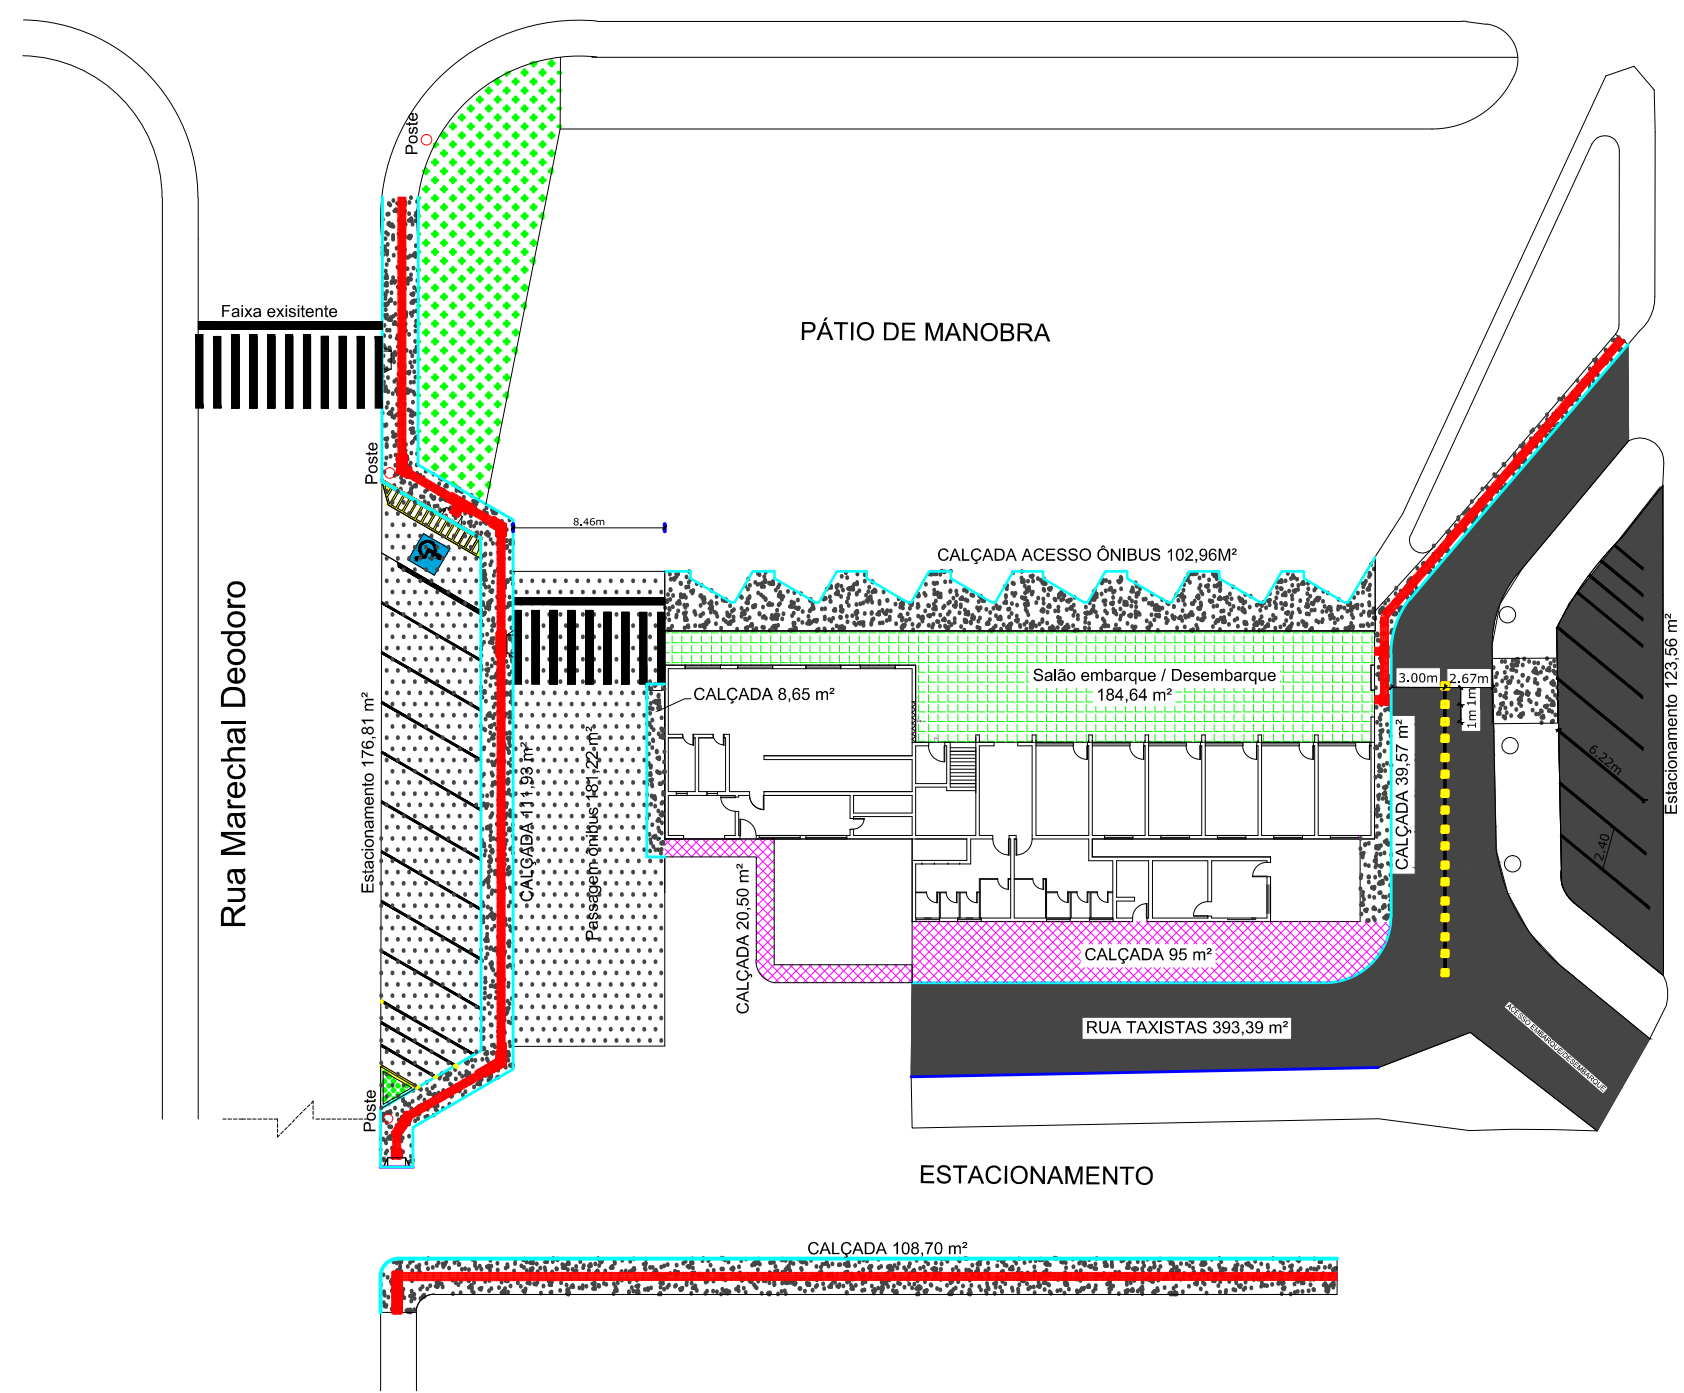 Poste
Faixa exisitente
PÁTIO DE MANOBRA
Poste
8.46m
CALÇADA ACESSO ÔNIBUS 102,96M²
Rua Marechal Deodoro
Estacionamento 176,81 m²
CALÇADA 111,93 m²
Passagem ônibus 181,22 m²
CALÇADA 8,65 m²
Salão embarque / Desembarque
184,64 m²
3.00m
2.67m
1m
1m
Estacionamento 123,56 m²
CALÇADA 39,57 m²
6.22m
2.40
CALÇADA 20,50 m²
CALÇADA 95 m²
RUA TAXISTAS 393,39 m²
ACESSO EMBARQUE/DESEMBARQUE
Poste
ESTACIONAMENTO
CALÇADA 108,70 m²